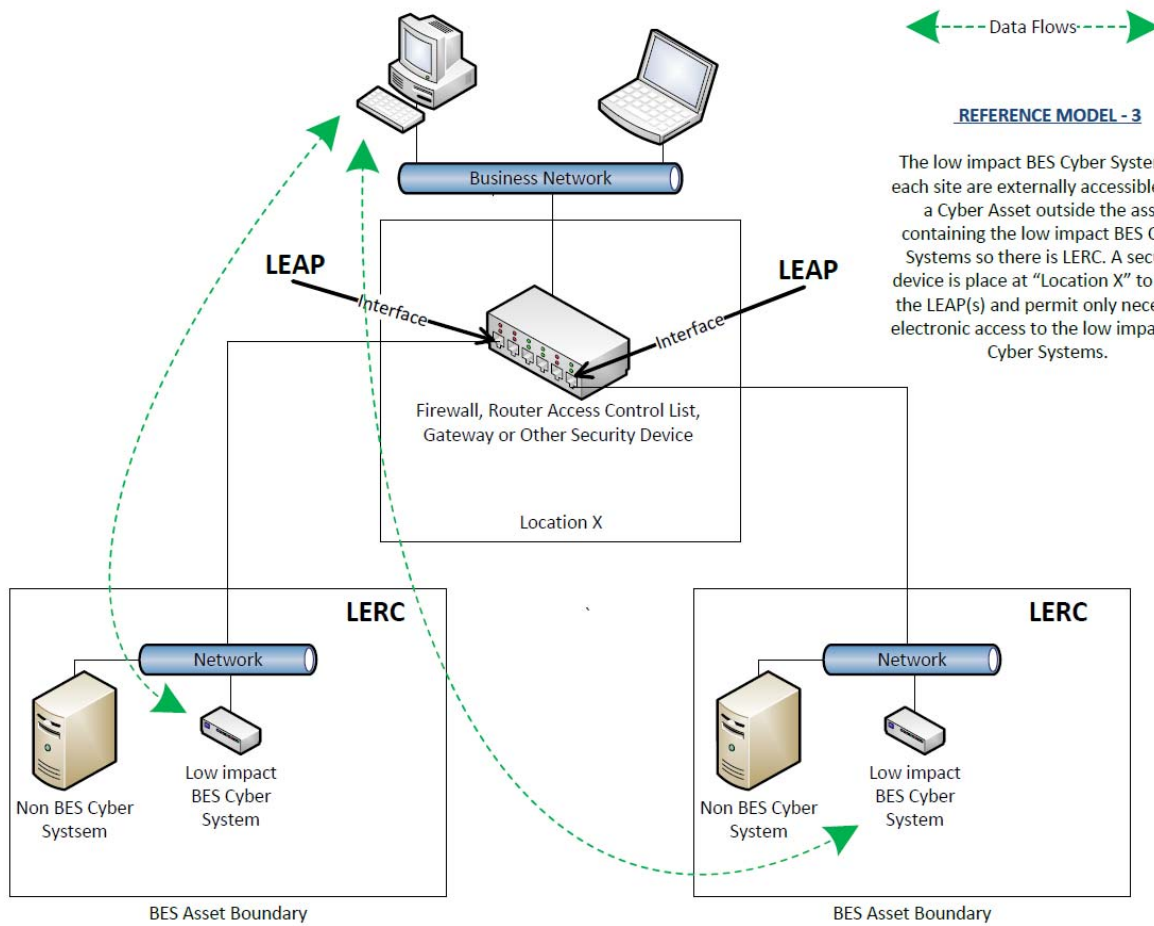 Data Flows
REFERENCE MODEL - 3
The low impact BES Cyber System
each site are externally accessible
a Cyber Asset outside the ass
containing the low impact BES C
Systems so there is LERC. A secu
device is place at “Location X” to
the LEAP(s) and permit only nece
electronic access to the low impa
Cyber Systems.
Business Network
LEAP
LEAP
Interface
Interface
Firewall, Router Access Control List,
Gateway or Other Security Device
Location X
LERC
Network
Non BES Cyber
Systsem
Low impact
BES Cyber
System
BES Asset Boundary
LERC
Network
Non BES Cyber
System
Low impact
BES Cyber
System
BES Asset Boundary